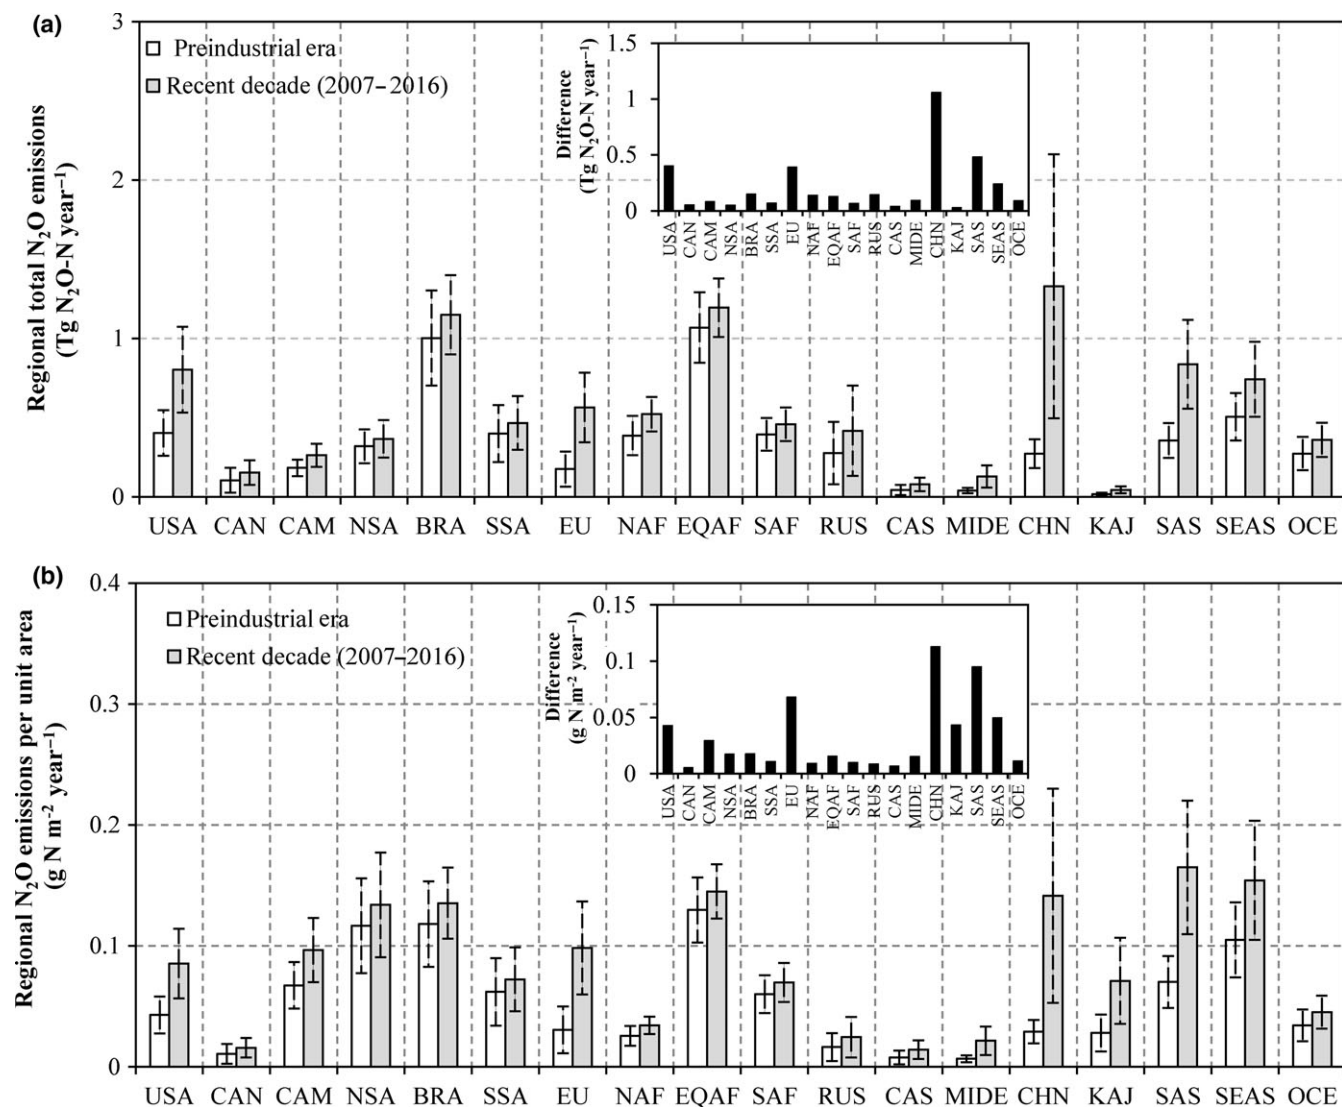 (a)
3
2
1
0
Regional total N₂O emissions
(Tg N₂O-N year⁻¹)
Preindustrial era
Recent decade (2007–2016)
1.5
1
0.5
0
Difference
(Tg N₂O-N year⁻¹)
USA CAN CAM NSA BRA SSA EU NAF EQAF SAF RUS CAS MIDE CHN KAJ SAS SEAS OCE
USA CAN CAM NSA BRA SSA EU NAF EQAF SAF RUS CAS MIDE CHN KAJ SAS SEAS OCE
(b)
0.4
0.3
0.2
0.1
0
Regional N₂O emissions per unit area
(g N m⁻² year⁻¹)
Preindustrial era
Recent decade (2007–2016)
0.15
0.1
0.05
0
Difference
(g N m⁻² year⁻¹)
USA CAN CAM NSA BRA SSA EU NAF EQAF SAF RUS CAS MIDE CHN KAJ SAS SEAS OCE
USA CAN CAM NSA BRA SSA EU NAF EQAF SAF RUS CAS MIDE CHN KAJ SAS SEAS OCE